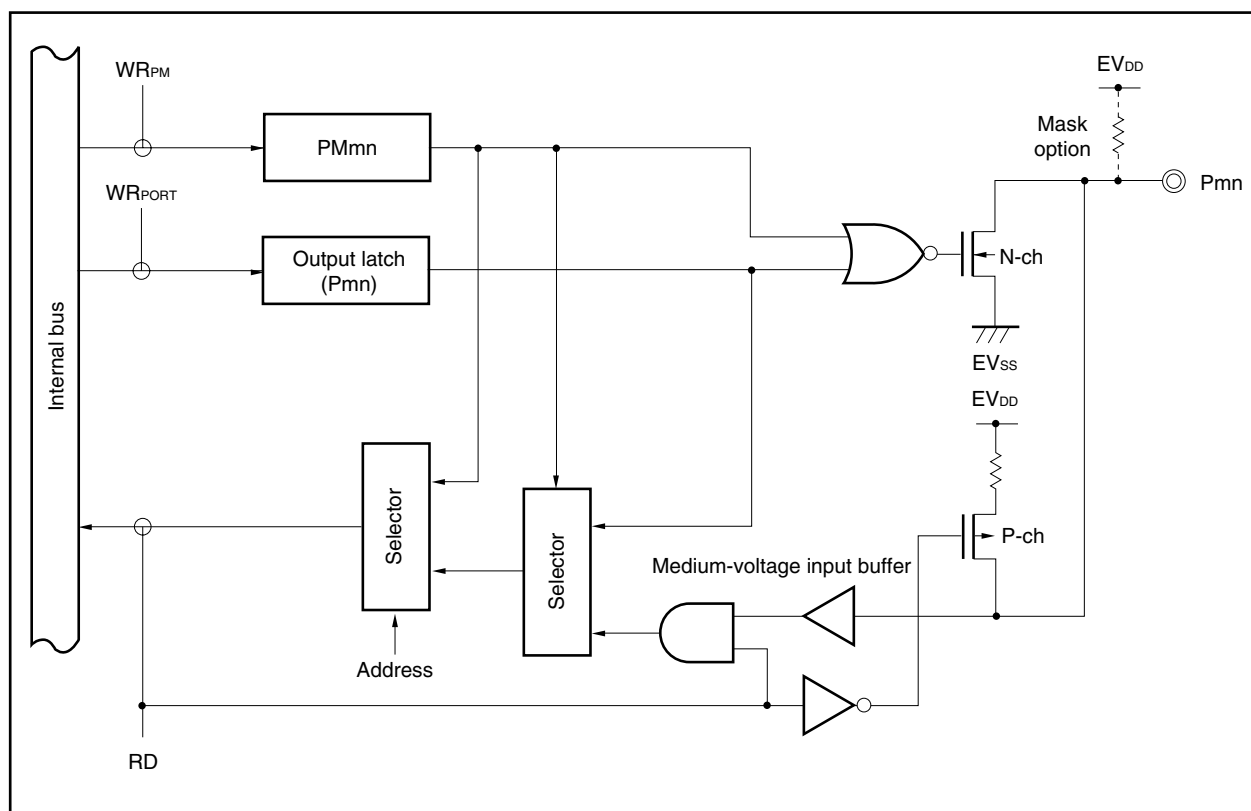 WRPM
EVDD
Mask
option
PMmn
Pmn
WRPORT
Output latch
(Pmn)
N-ch
Internal bus
EVSS
EVDD
Selector
Selector
P-ch
Medium-voltage input buffer
Address
RD